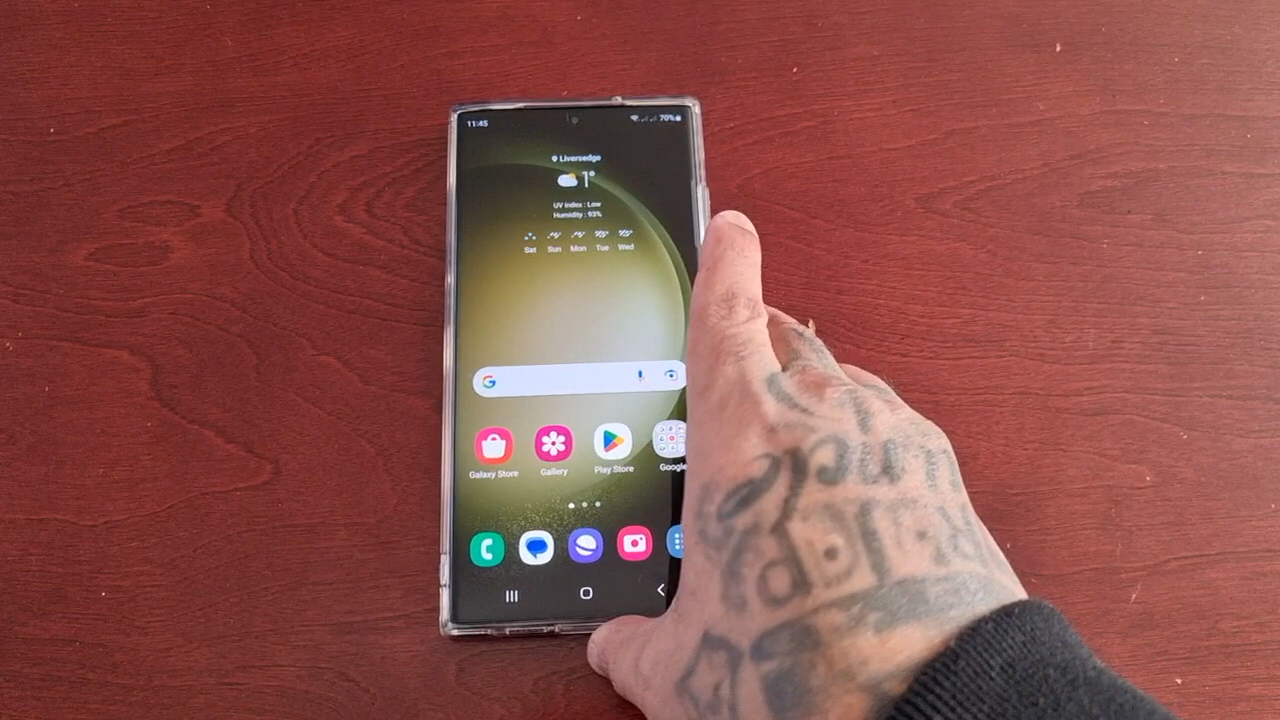 11:45 70%
Liversedge
1°
UV index : Low
Humidity : 93%
Sat Sun Mon Tue Wed
G
Galaxy Store Gallery Play Store Google